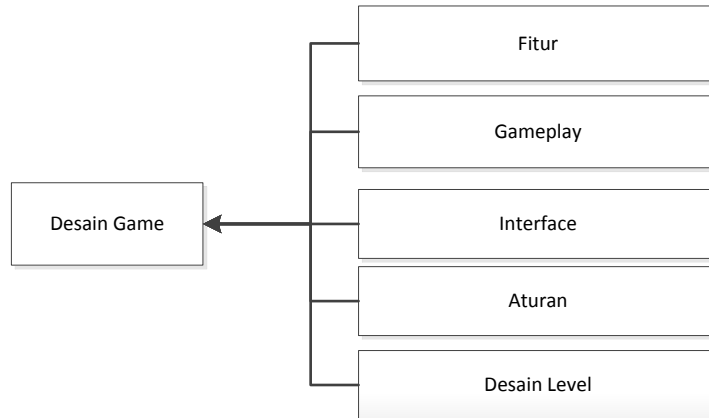 Fitur
Gameplay
Desain Game
Interface
Aturan
Desain Level